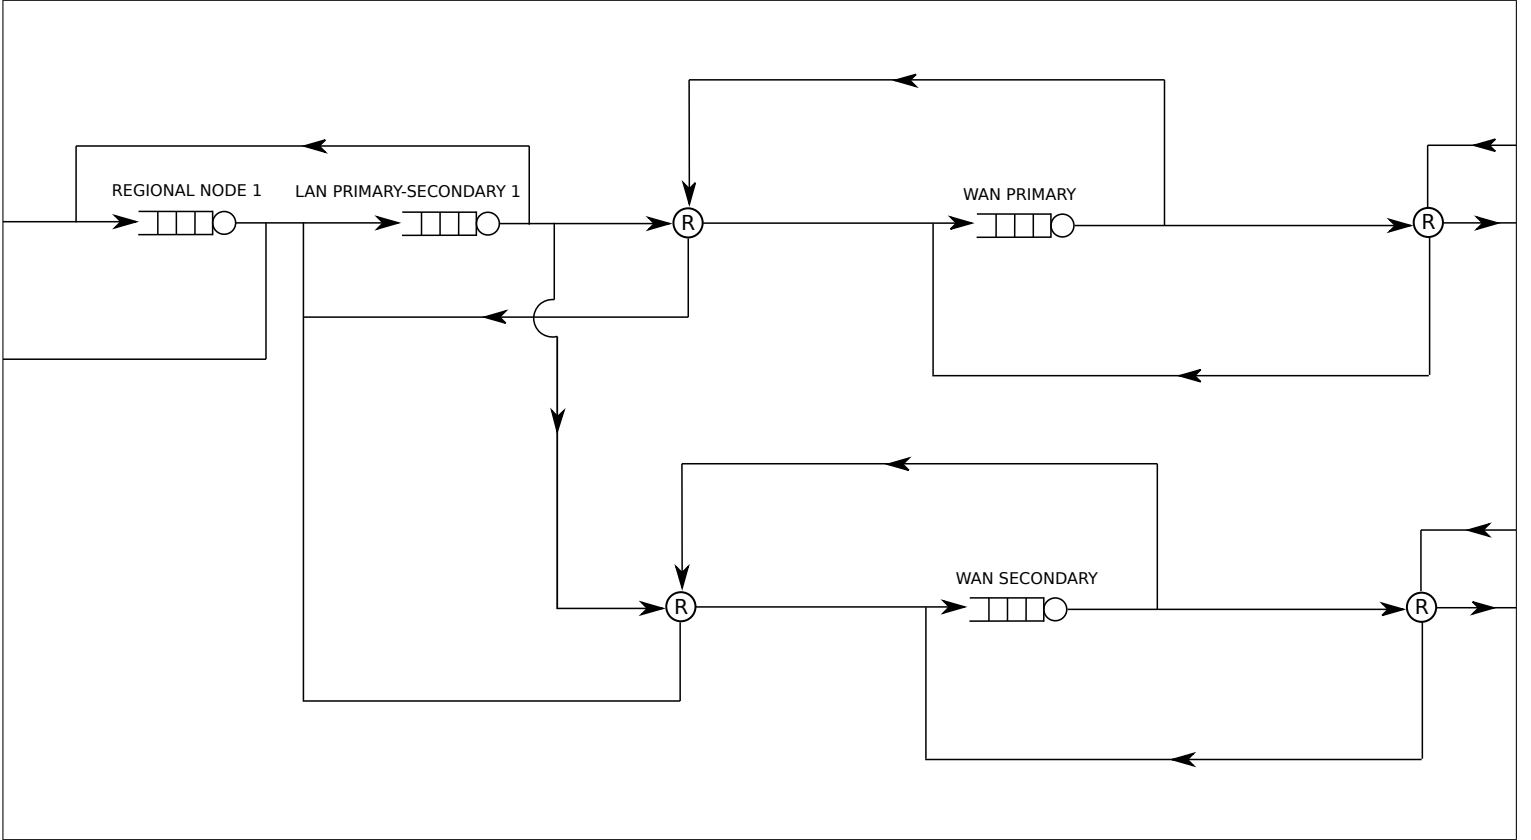 REGIONAL NODE 1
LAN PRIMARY-SECONDARY 1
WAN PRIMARY
R
R
WAN SECONDARY
R
R